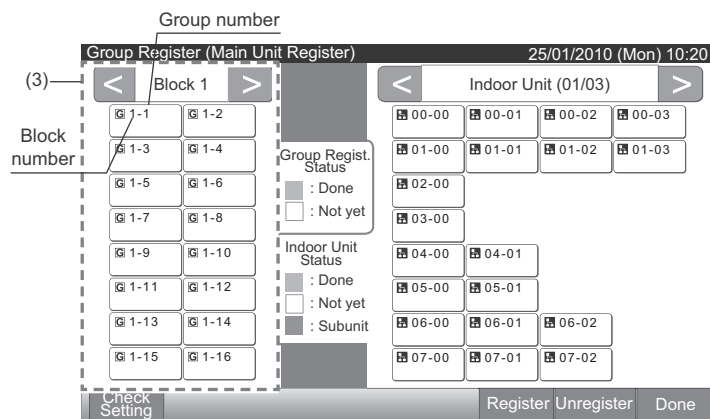 Group number
Group Register (Main Unit Register) 25/01/2010 (Mon) 10:20
(3)
< Block 1 > < Indoor Unit (01/03) >
Block
number
G 1-1 G 1-2
G 1-3 G 1-4
G 1-5 G 1-6
G 1-7 G 1-8
G 1-9 G 1-10
G 1-11 G 1-12
G 1-13 G 1-14
G 1-15 G 1-16
Group Regist.
Status
: Done
: Not yet
Indoor Unit
Status
: Done
: Not yet
: Subunit
00-00 00-01 00-02 00-03
01-00 01-01 01-02 01-03
02-00
03-00
04-00 04-01
05-00 05-01
06-00 06-01 06-02
07-00 07-01 07-02
Check
Setting
Register Unregister Done